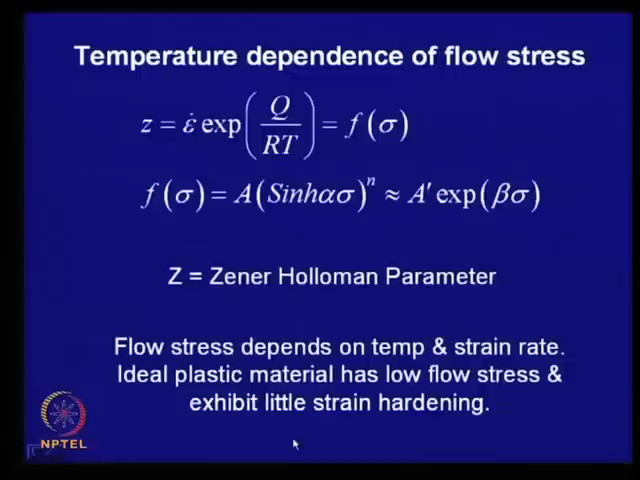 Temperature dependence of flow stress
z = ε̇ exp(Q/RT) = f(σ)
f(σ) = A(Sinhασ)ⁿ ≈ A′ exp(βσ)
Z = Zener Holloman Parameter
Flow stress depends on temp & strain rate.
Ideal plastic material has low flow stress &
exhibit little strain hardening.
NPTEL